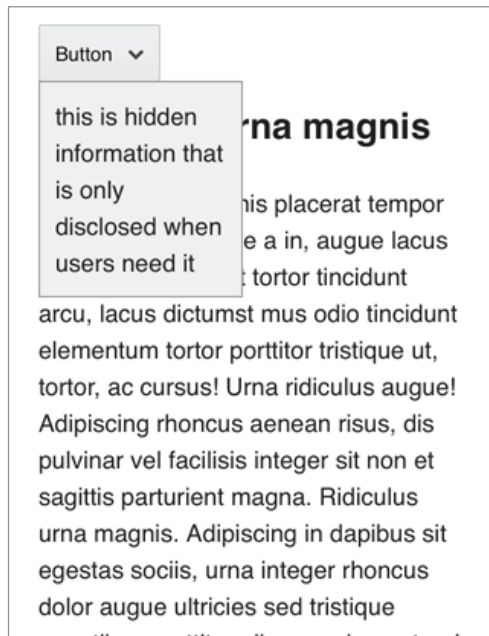 Button
this is hidden
information that
is only
disclosed when
users need it
rna magnis
nis placerat tempor
e a in, augue lacus
t tortor tincidunt
arcu, lacus dictumst mus odio tincidunt
elementum tortor porttitor tristique ut,
tortor, ac cursus! Urna ridiculus augue!
Adipiscing rhoncus aenean risus, dis
pulvinar vel facilisis integer sit non et
sagittis parturient magna. Ridiculus
urna magnis. Adipiscing in dapibus sit
egestas sociis, urna integer rhoncus
dolor augue ultricies sed tristique